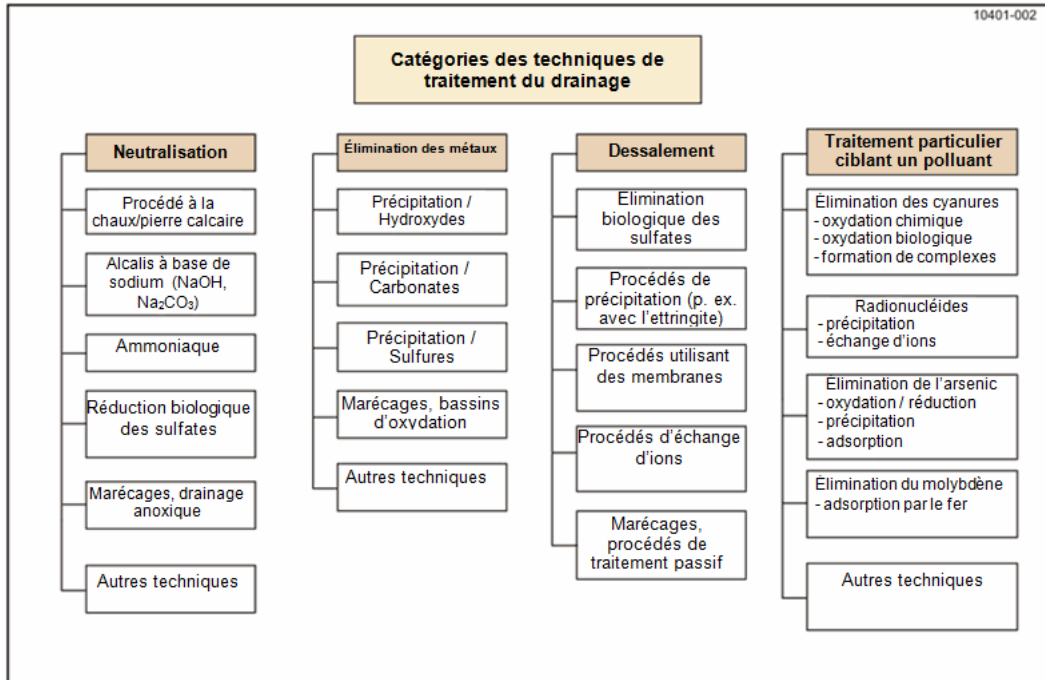 10401-002
Catégories des techniques de
traitement du drainage
Neutralisation
Procédé à la
chaux/pierre calcaire
Alcalis à base de
sodium (NaOH,
Na₂CO₃)
Ammoniaque
Réduction biologique
des sulfates
Marécages, drainage
anoxique
Autres techniques
Élimination des métaux
Précipitation /
Hydroxydes
Précipitation /
Carbonates
Précipitation /
Sulfures
Marécages, bassins
d'oxydation
Autres techniques
Dessalement
Elimination
biologique des
sulfates
Procédés de
précipitation (p. ex.
avec l'ettringite)
Procédés utilisant
des membranes
Procédés d'échange
d'ions
Marécages,
procédés de
traitement passif
Traitement particulier
ciblant un polluant
Élimination des cyanures
- oxydation chimique
- oxydation biologique
- formation de complexes
Radionucléides
- précipitation
- échange d'ions
Élimination de l'arsenic
- oxydation / réduction
- précipitation
- adsorption
Élimination du molybdène
- adsorption par le fer
Autres techniques